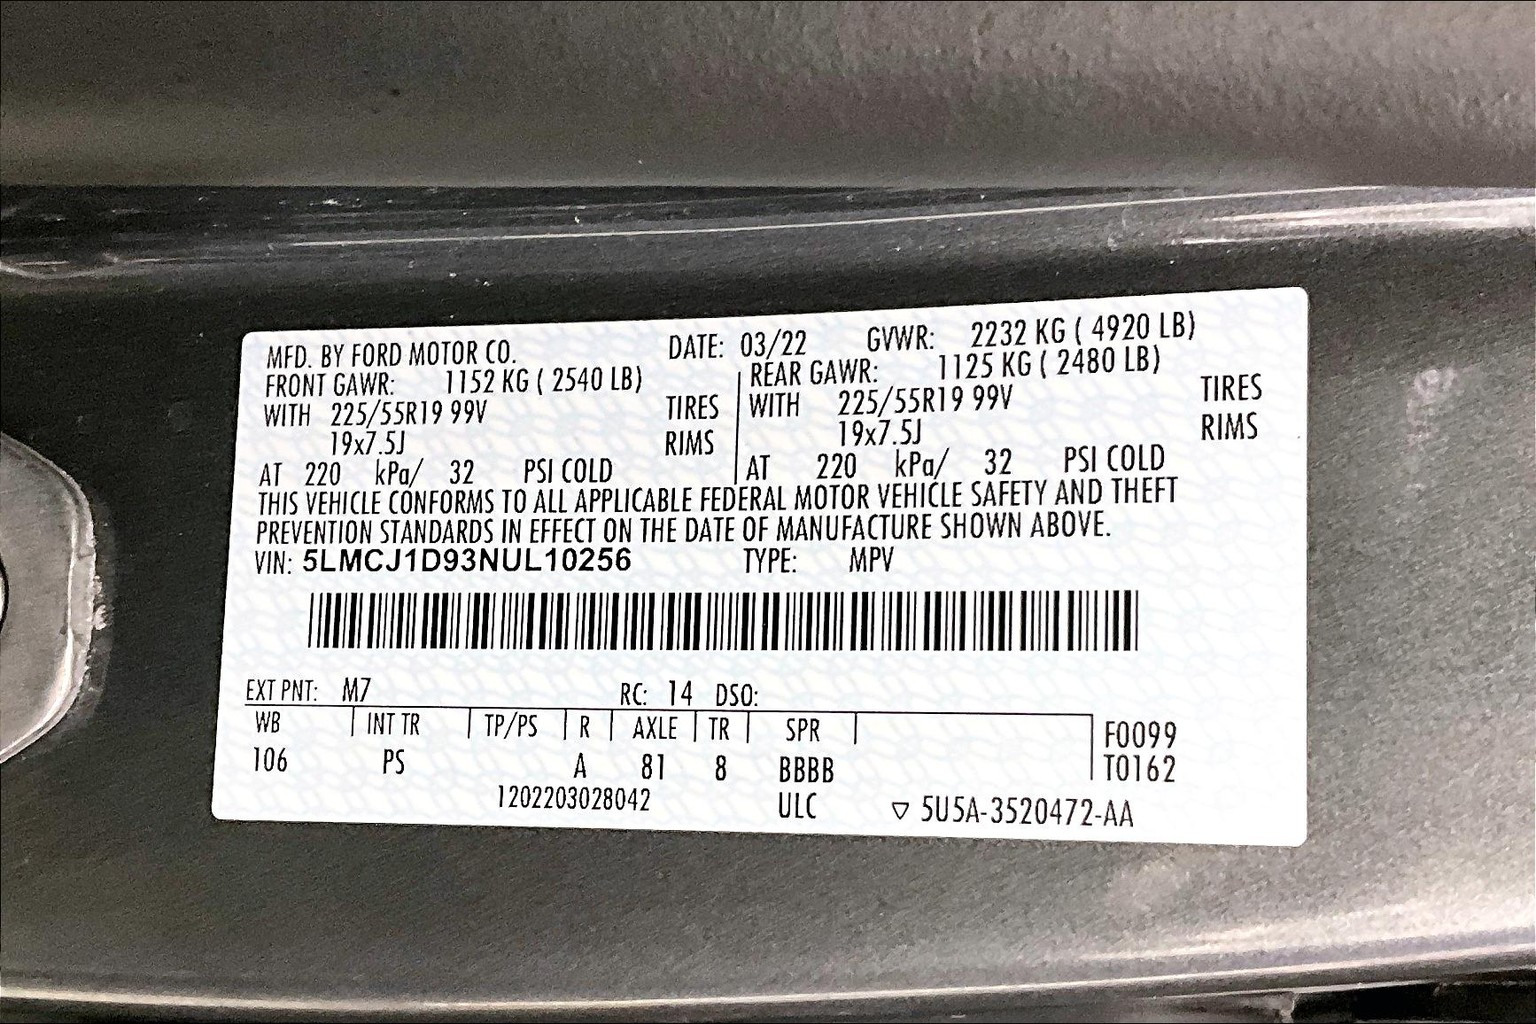 MFD. BY FORD MOTOR CO. DATE: 03/22 GVWR: 2232 KG ( 4920 LB)
FRONT GAWR: 1152 KG ( 2540 LB) REAR GAWR: 1125 KG ( 2480 LB)
WITH 225/55R19 99V TIRES WITH 225/55R19 99V TIRES
19x7.5J RIMS 19x7.5J RIMS
AT 220 kPa/ 32 PSI COLD AT 220 kPa/ 32 PSI COLD
THIS VEHICLE CONFORMS TO ALL APPLICABLE FEDERAL MOTOR VEHICLE SAFETY AND THEFT
PREVENTION STANDARDS IN EFFECT ON THE DATE OF MANUFACTURE SHOWN ABOVE.
VIN: 5LMCJ1D93NUL10256 TYPE: MPV
EXT PNT: M7 RC: 14 DSO:
WB INT TR TP/PS R AXLE TR SPR F0099
106 PS A 81 8 BBBB T0162
1202203028042 ULC ▽ 5U5A-3520472-AA